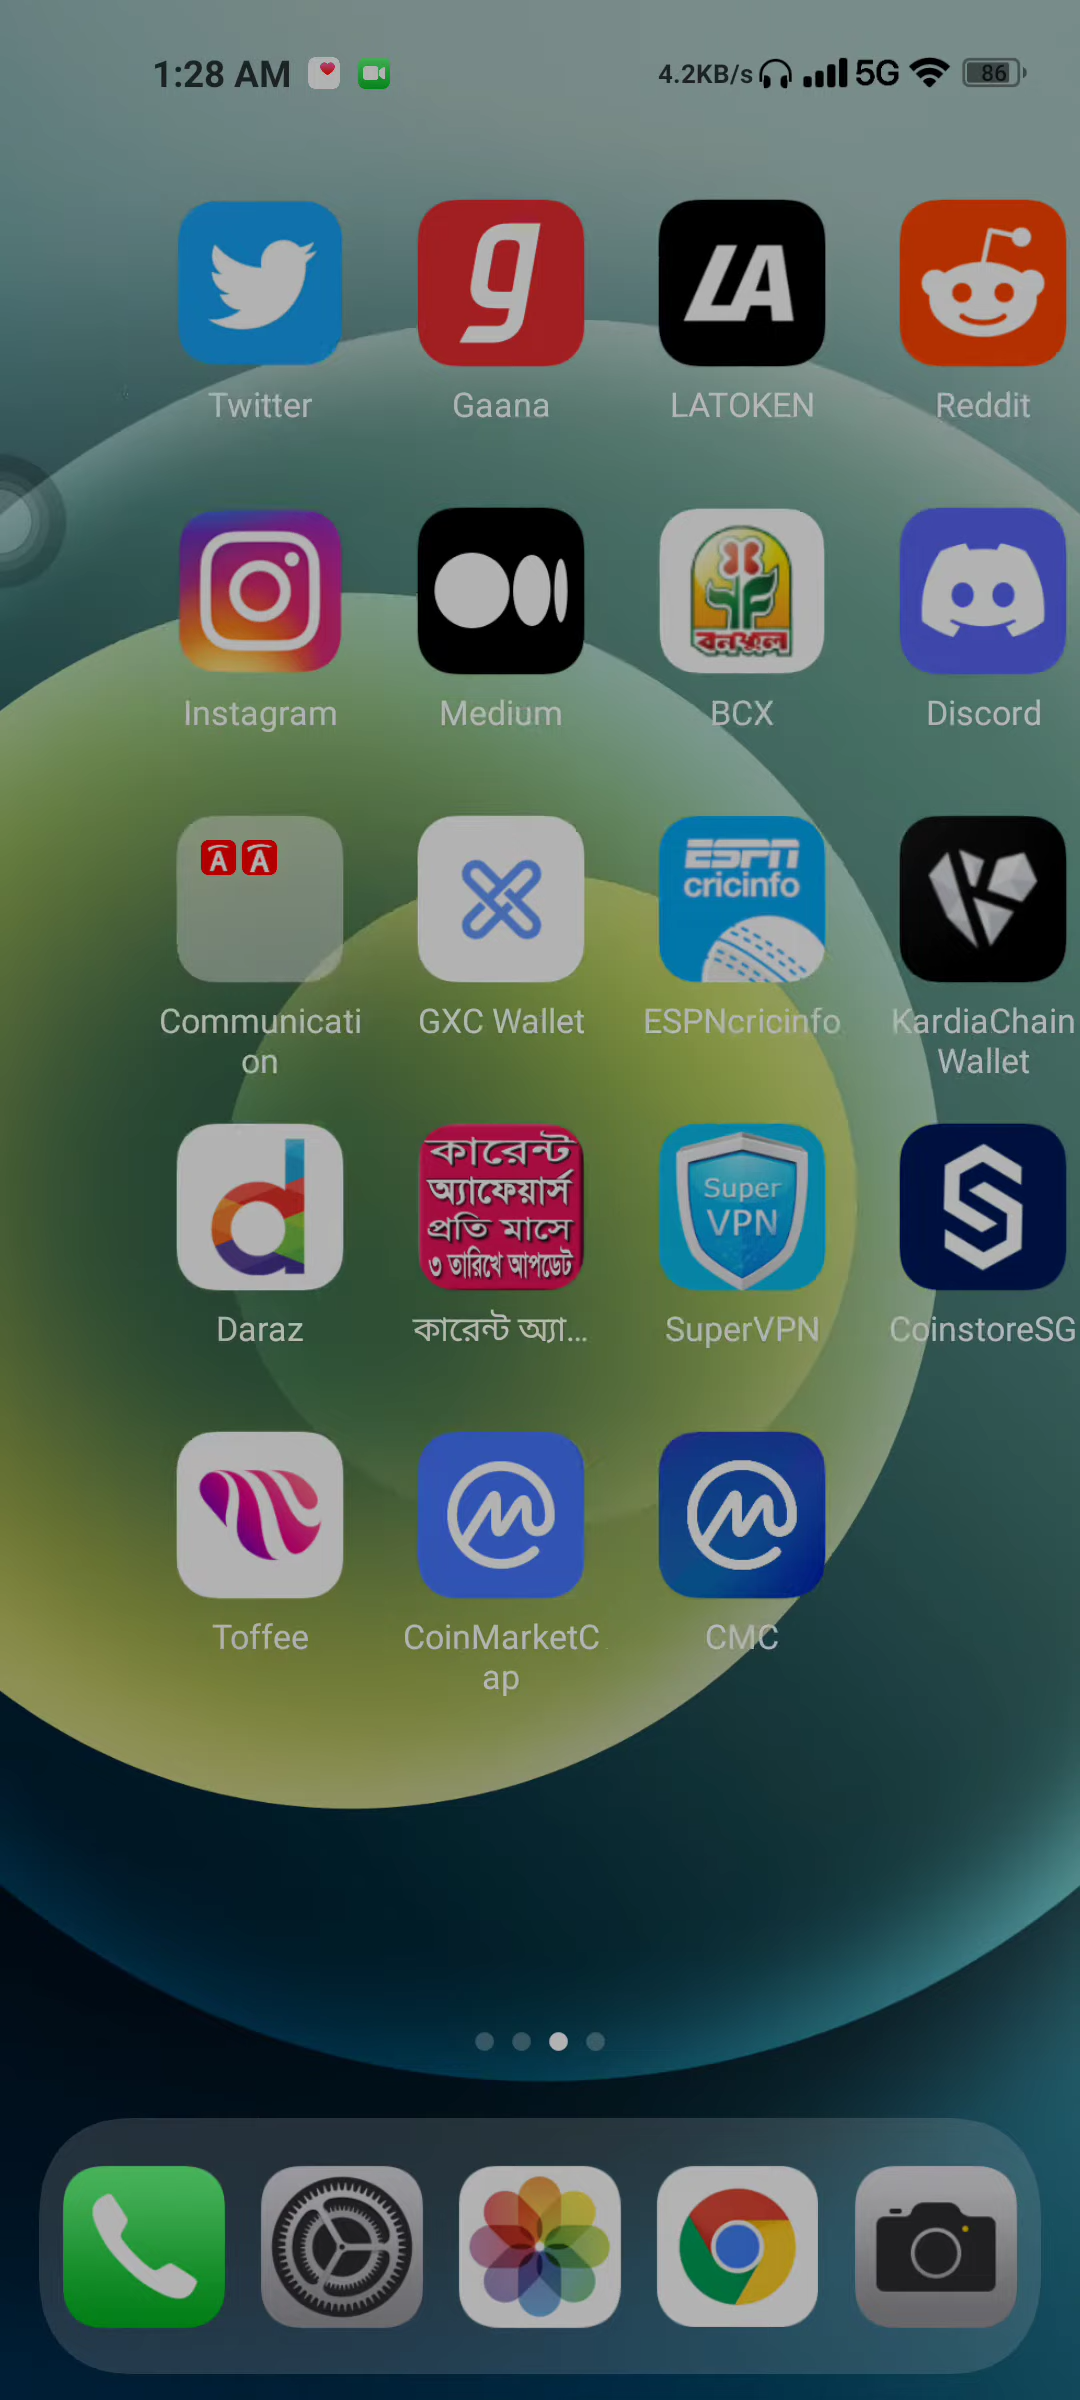 1:28 AM
4.2KB/s 5G 86
Twitter
g
Gaana
LA
LATOKEN
Reddit
Instagram
Medium
বনফুল
BCX
Discord
A A
Communicati
on
GXC Wallet
ESPN
cricinfo
ESPNcricinfo
KardiaChain
Wallet
d
Daraz
কারেন্ট
অ্যাফেয়ার্স
প্রতি মাসে
৩ তারিখে আপডেট
কারেন্ট অ্যা...
Super
VPN
SuperVPN
CoinstoreSG
Toffee
CoinMarketC
ap
CMC